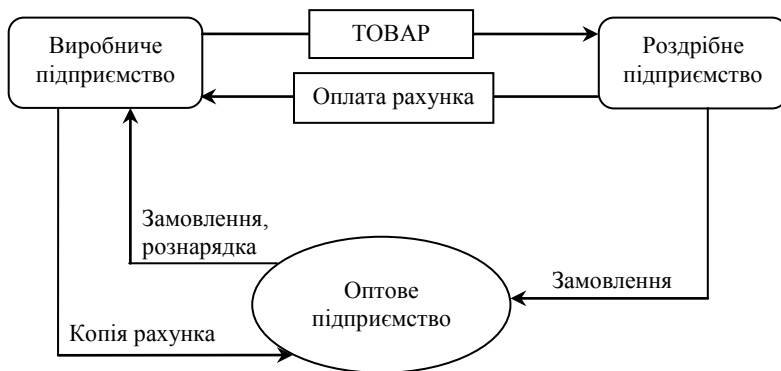 Виробниче
підприємство
ТОВАР
Роздрібне
підприємство
Оплата рахунка
Замовлення,
рознарядка
Замовлення
Оптове
підприємство
Копія рахунка